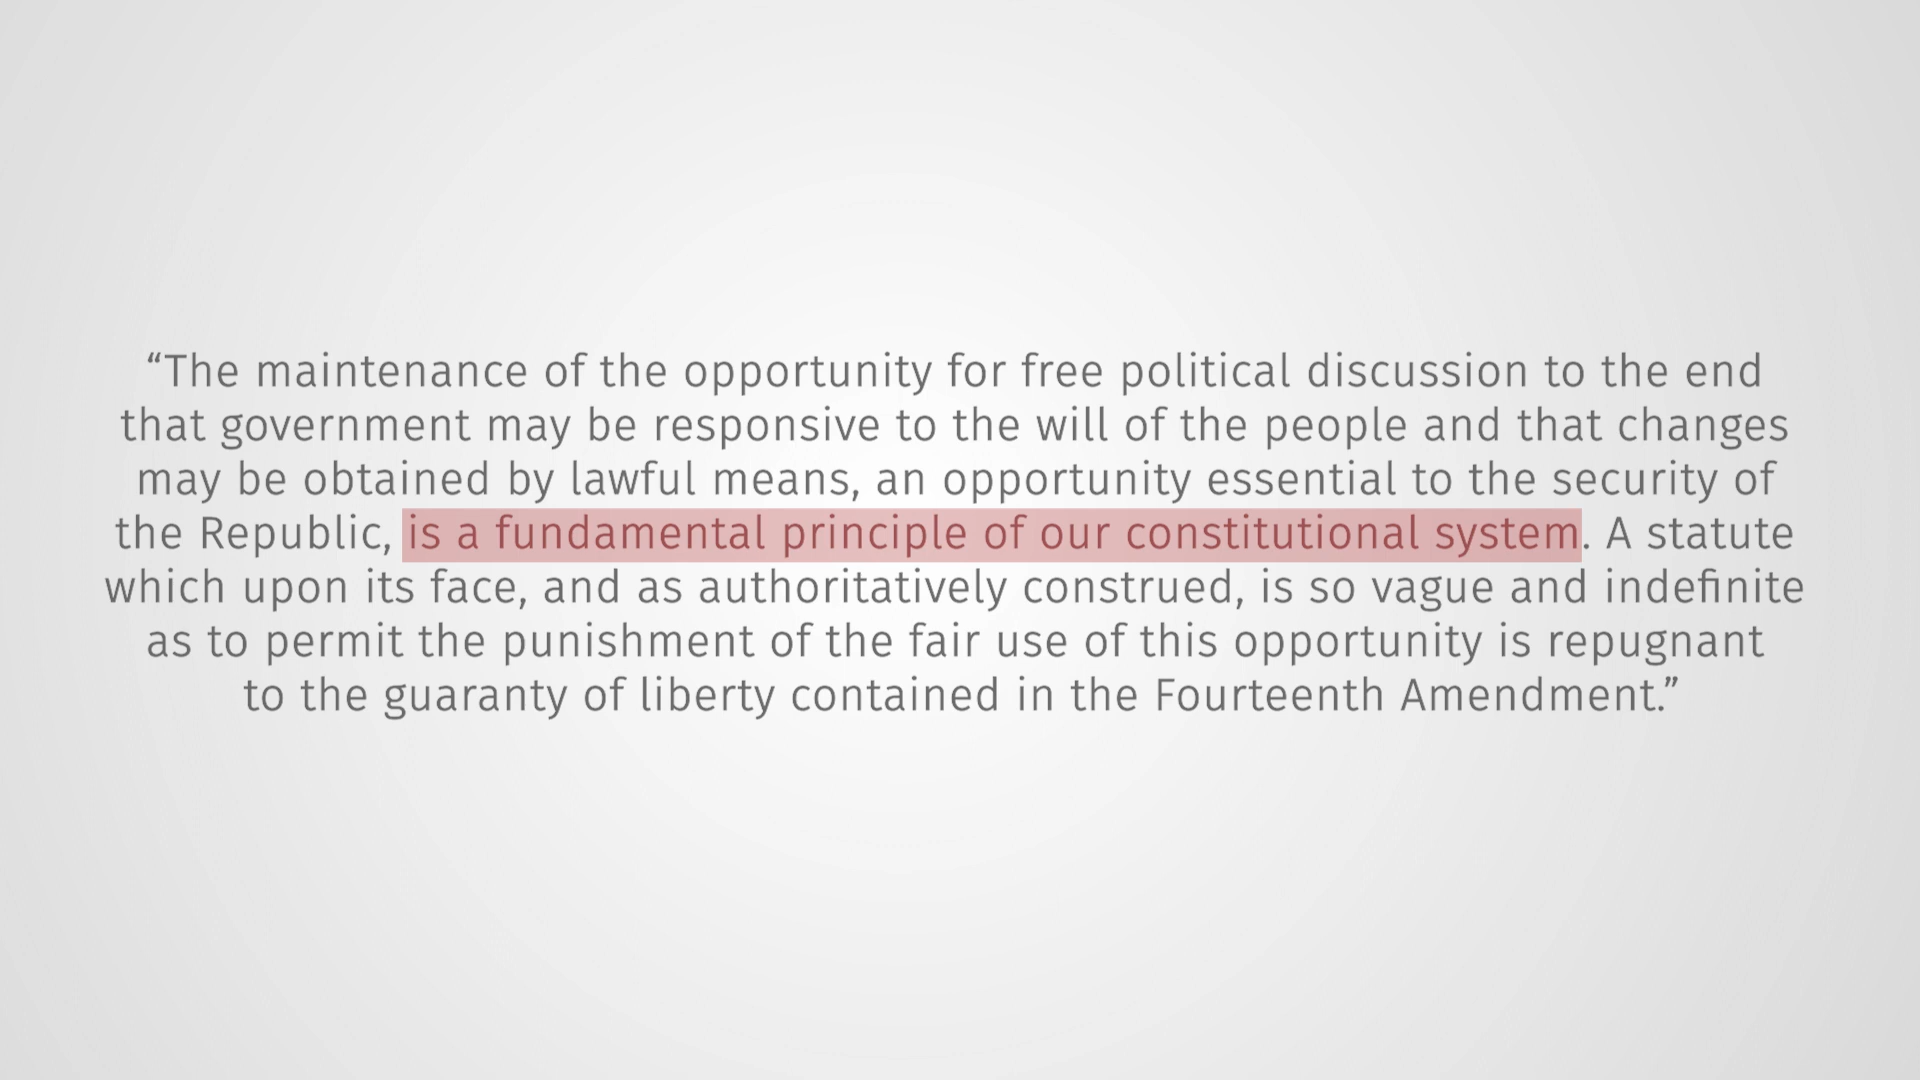 “The maintenance of the opportunity for free political discussion to the end
that government may be responsive to the will of the people and that changes
may be obtained by lawful means, an opportunity essential to the security of
the Republic, is a fundamental principle of our constitutional system. A statute
which upon its face, and as authoritatively construed, is so vague and indefinite
as to permit the punishment of the fair use of this opportunity is repugnant
to the guaranty of liberty contained in the Fourteenth Amendment.”